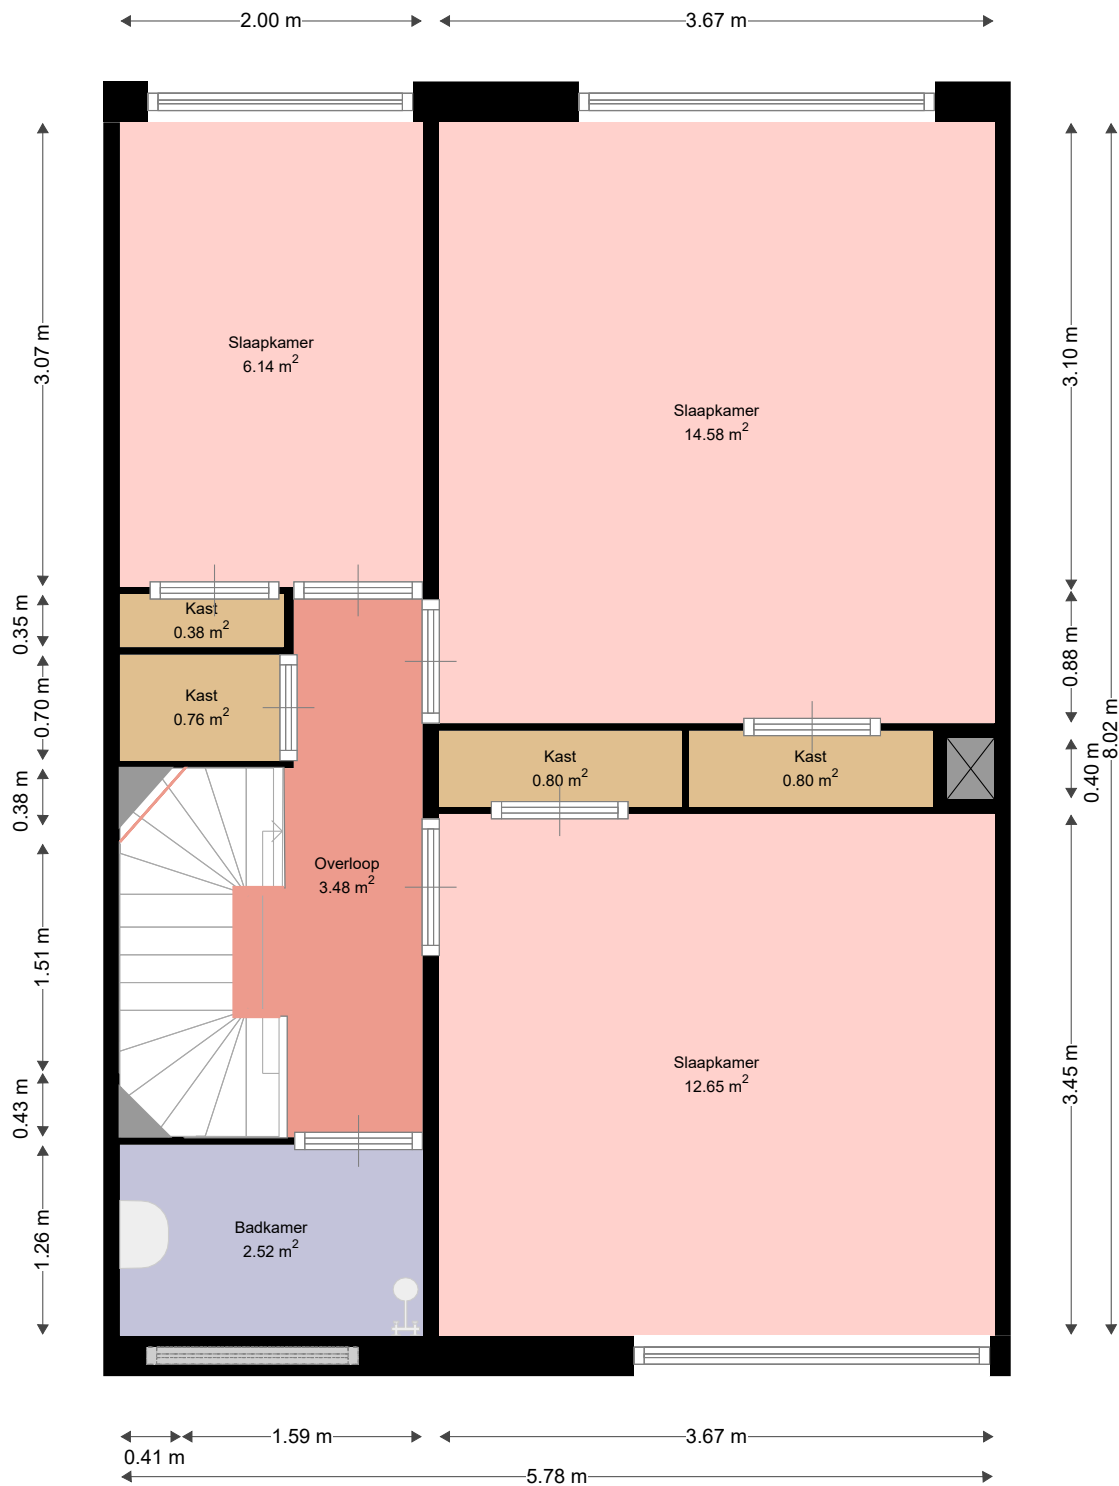 2.00 m
3.67 m
3.07 m
3.10 m
Slaapkamer
6.14 m²
Slaapkamer
14.58 m²
0.35 m
Kast
0.38 m²
0.88 m
0.70 m
Kast
0.76 m²
8.02 m
Kast
0.80 m²
Kast
0.80 m²
0.40 m
0.38 m
Overloop
3.48 m²
1.51 m
Slaapkamer
12.65 m²
3.45 m
0.43 m
1.26 m
Badkamer
2.52 m²
0.41 m
1.59 m
3.67 m
5.78 m